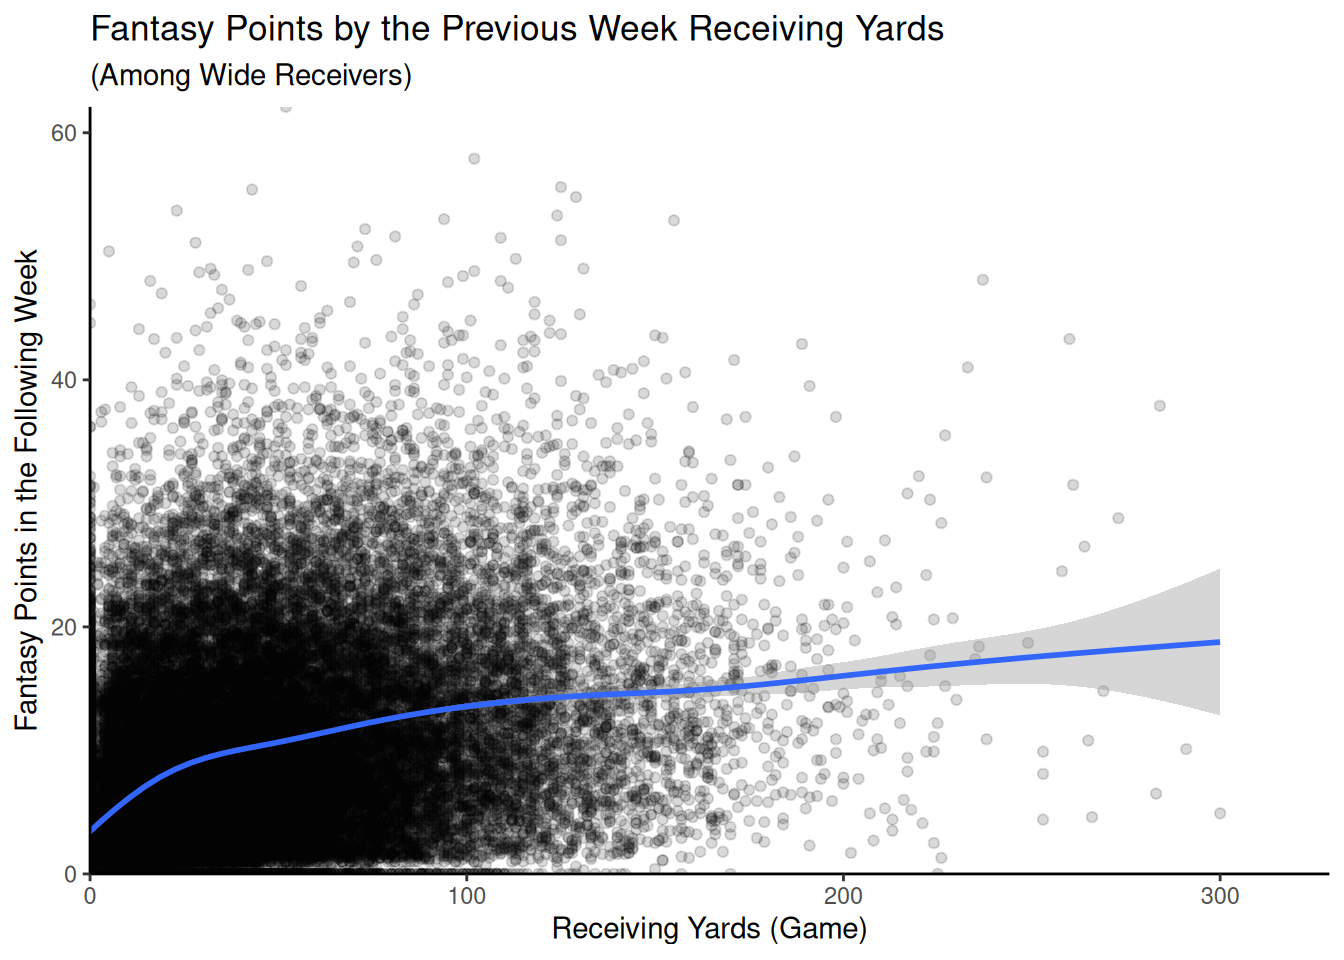 Fantasy Points by the Previous Week Receiving Yards
(Among Wide Receivers)
60
40
20
0
Fantasy Points in the Following Week
0 100 200 300
Receiving Yards (Game)